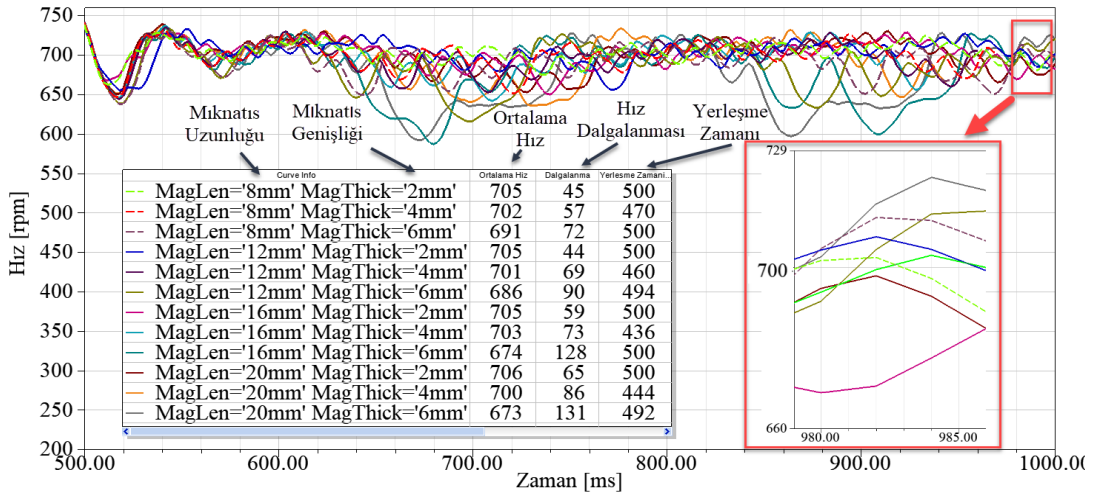 700
650
600
550
500
450
400
350
300
250
200
Hız [rpm]
500.00 600.00 700.00 800.00 900.00 1000.00
Zaman [ms]
Mıknatıs Uzunluğu
Mıknatıs Genişliği
Ortalama Hız
Hız Dalgalanması
Yerleşme Zamanı
Curve Info Ortalama Hiz Dalgalanma Yerlesme Zamani...
MagLen='8mm' MagThick='2mm' 705 45 500
MagLen='8mm' MagThick='4mm' 702 57 470
MagLen='8mm' MagThick='6mm' 691 72 500
MagLen='12mm' MagThick='2mm' 705 44 500
MagLen='12mm' MagThick='4mm' 701 69 460
MagLen='12mm' MagThick='6mm' 686 90 494
MagLen='16mm' MagThick='2mm' 705 59 500
MagLen='16mm' MagThick='4mm' 703 73 436
MagLen='16mm' MagThick='6mm' 674 128 500
MagLen='20mm' MagThick='2mm' 706 65 500
MagLen='20mm' MagThick='4mm' 700 86 444
MagLen='20mm' MagThick='6mm' 673 131 492
729
700
660
980.00 985.00